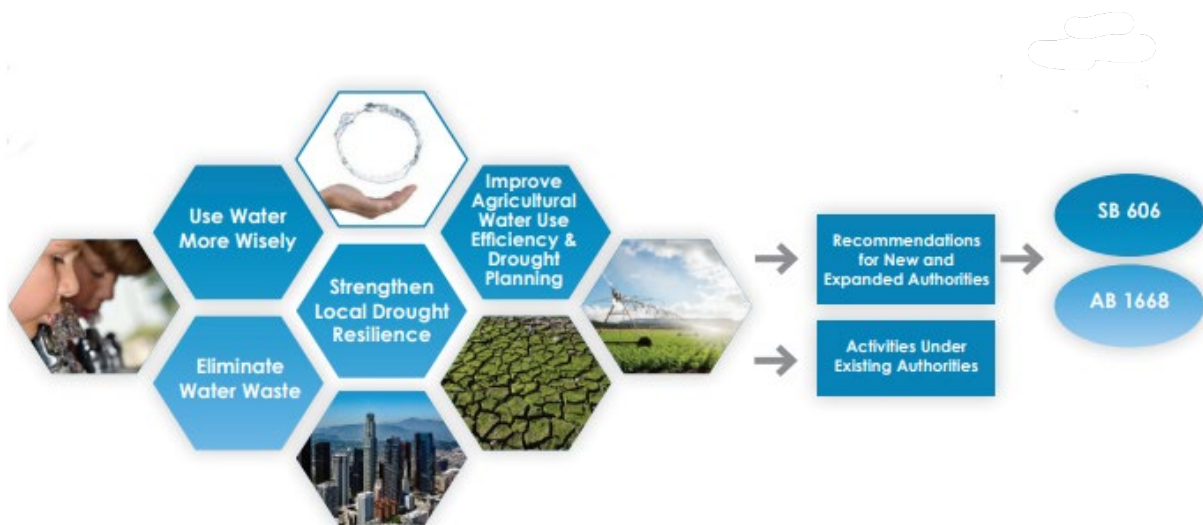 Use Water
More Wisely
Eliminate
Water Waste
Strengthen
Local Drought
Resilience
Improve
Agricultural
Water Use
Efficiency &
Drought
Planning
Recommendations
for New and
Expanded Authorities
Activities Under
Existing Authorities
SB 606
AB 1668